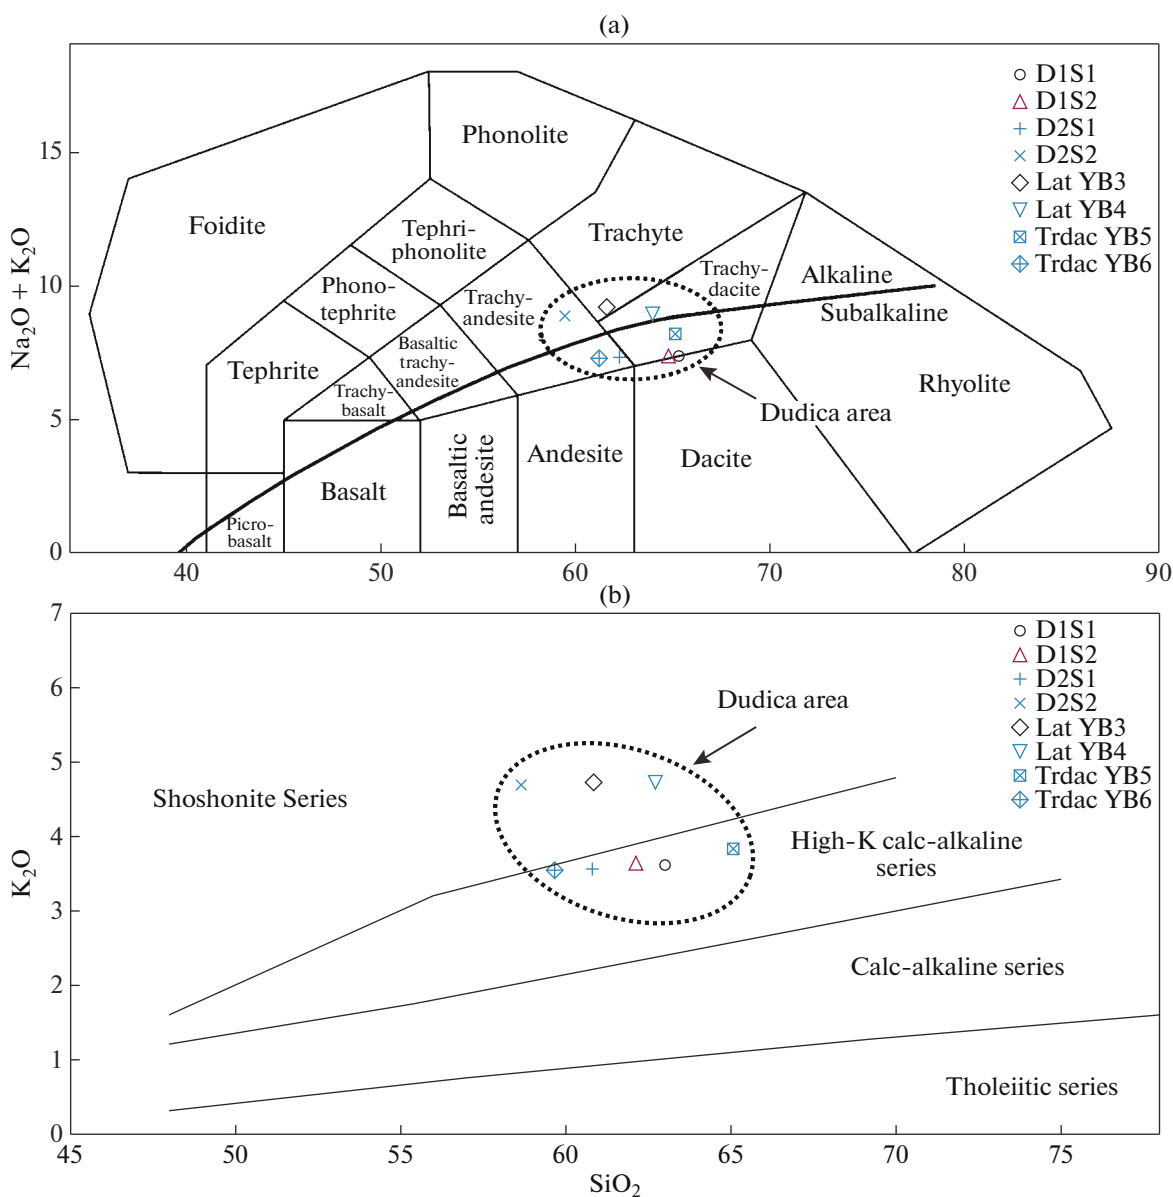 (a)
Na₂O + K₂O
15
10
5
0
40
50
60
70
80
90
Foidite
Phonolite
Tephri-
phonolite
Trachyte
Phono-
tephrite
Trachy-
andesite
Trachy-
dacite
Alkaline
Subalkaline
Tephrite
Basaltic
trachy-
andesite
Trachy-
basalt
Rhyolite
Dudica area
Picro-
basalt
Basalt
Basaltic
andesite
Andesite
Dacite
D1S1
D1S2
D2S1
D2S2
Lat YB3
Lat YB4
Trdac YB5
Trdac YB6
(b)
K₂O
7
6
5
4
3
2
1
0
45
50
55
60
65
70
75
SiO₂
D1S1
D1S2
D2S1
D2S2
Lat YB3
Lat YB4
Trdac YB5
Trdac YB6
Dudica area
Shoshonite Series
High-K calc-alkaline
series
Calc-alkaline series
Tholeiitic series